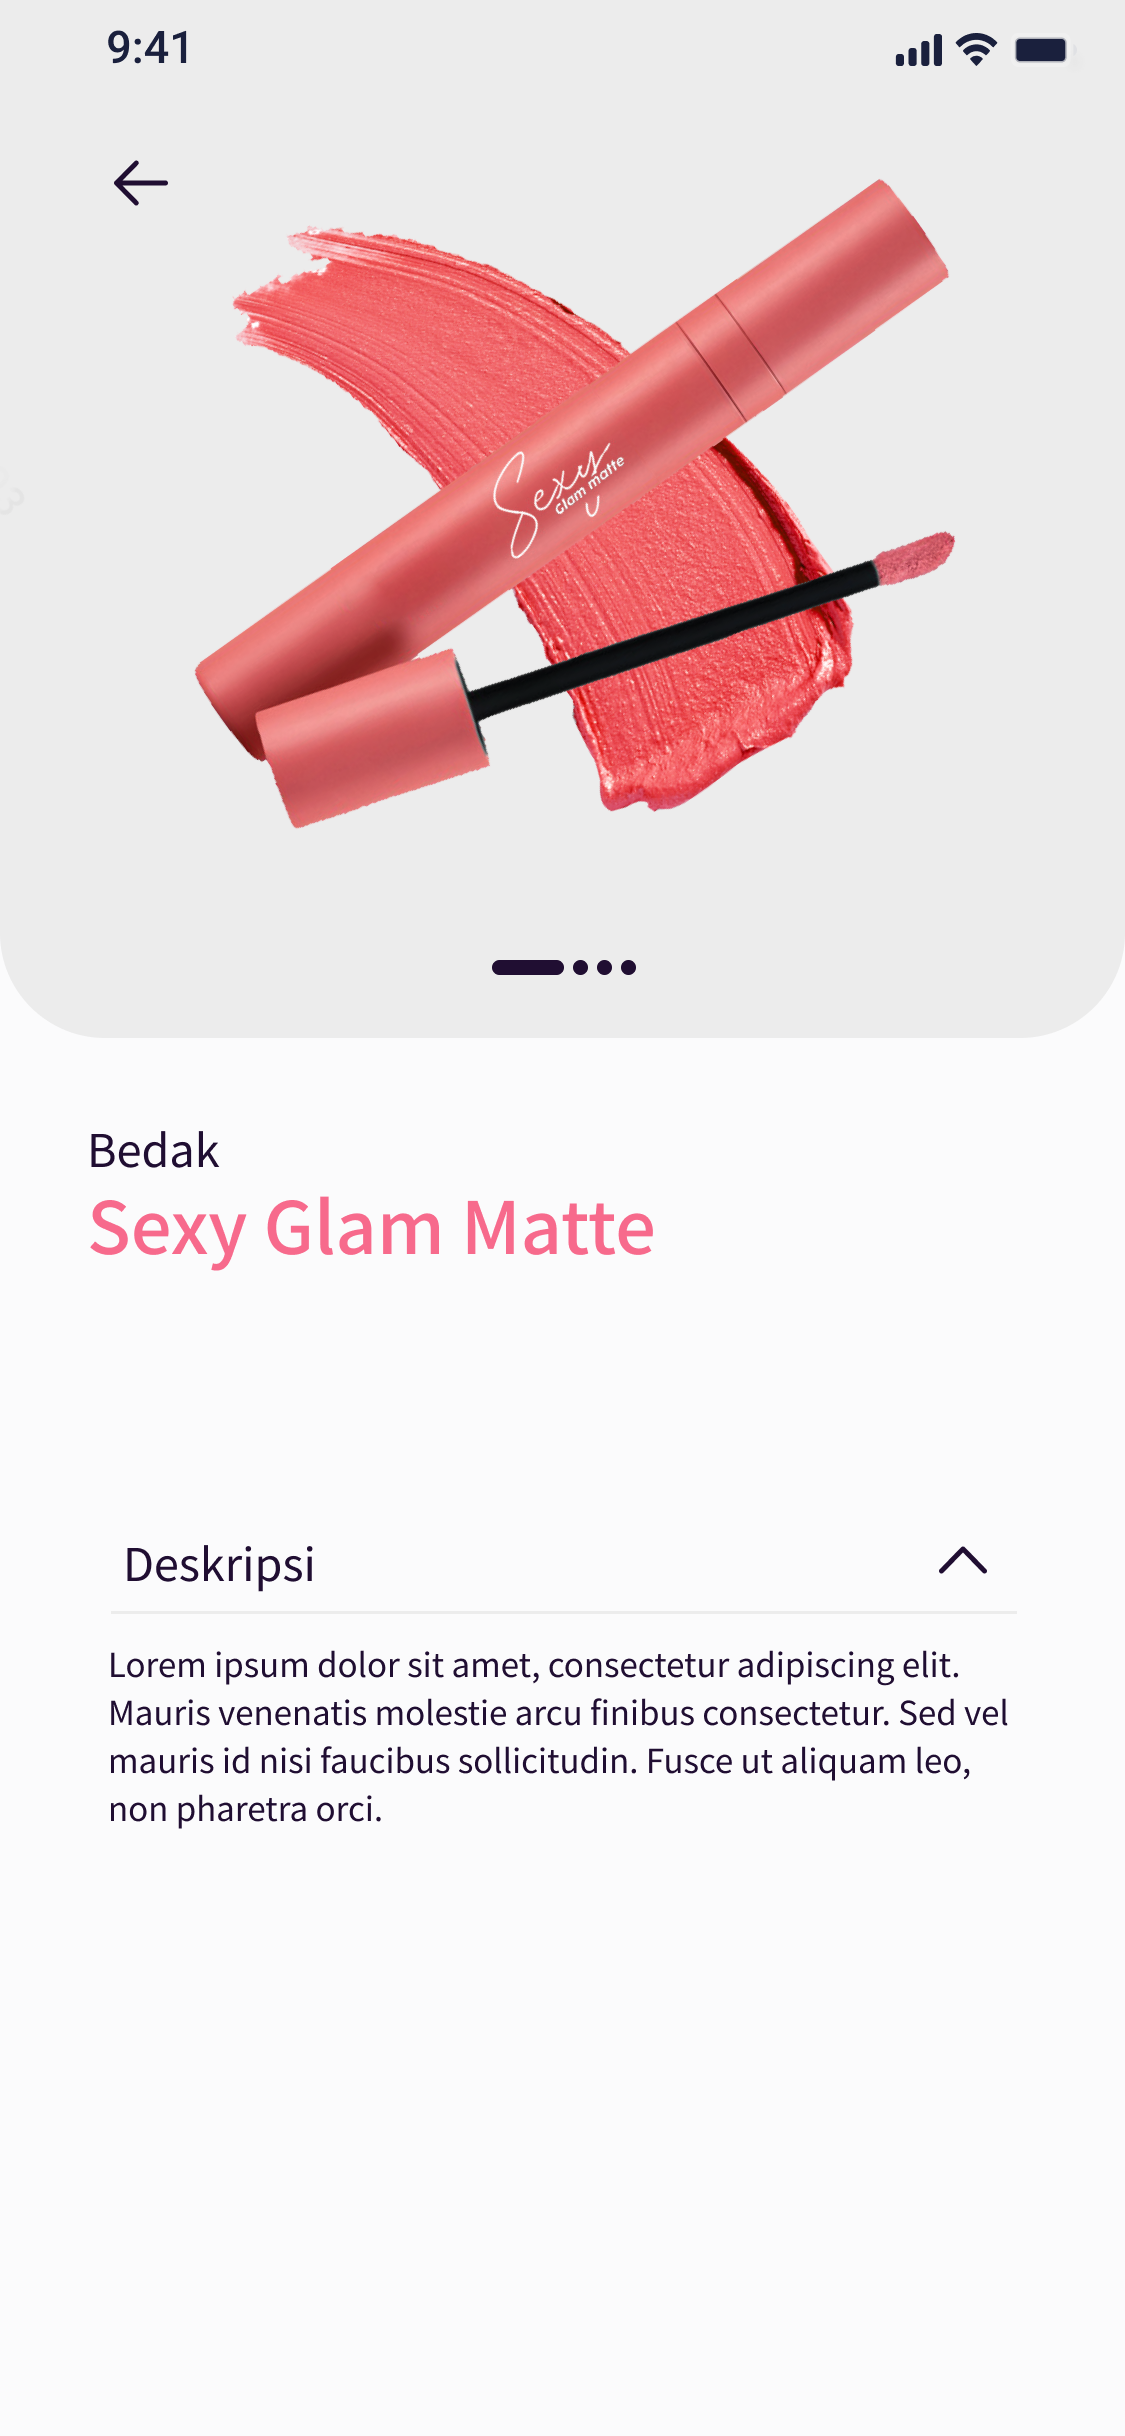 9:41
Sexy
Glam matte
Bedak
Sexy Glam Matte
Deskripsi
Lorem ipsum dolor sit amet, consectetur adipiscing elit.
Mauris venenatis molestie arcu finibus consectetur. Sed vel
mauris id nisi faucibus sollicitudin. Fusce ut aliquam leo,
non pharetra orci.